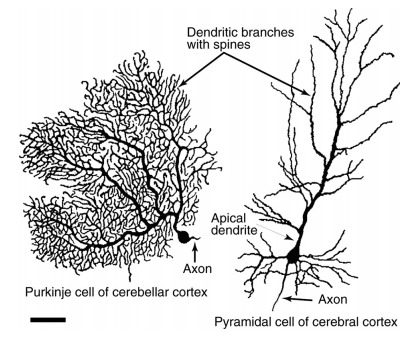 Dendritic branches
with spines
Apical
dendrite
Axon
Purkinje cell of cerebellar cortex
Axon
Pyramidal cell of cerebral cortex